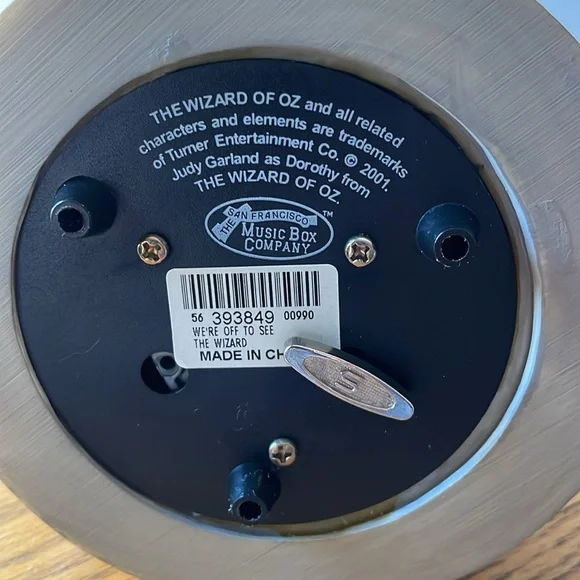 THE WIZARD OF OZ and all related
characters and elements are trademarks
of Turner Entertainment Co. © 2001.
Judy Garland as Dorothy from
THE WIZARD OF OZ.
THE SAN FRANCISCO ™
MUSIC BOX
COMPANY
56 393849 00990
WE'RE OFF TO SEE
THE WIZARD
MADE IN CH
S